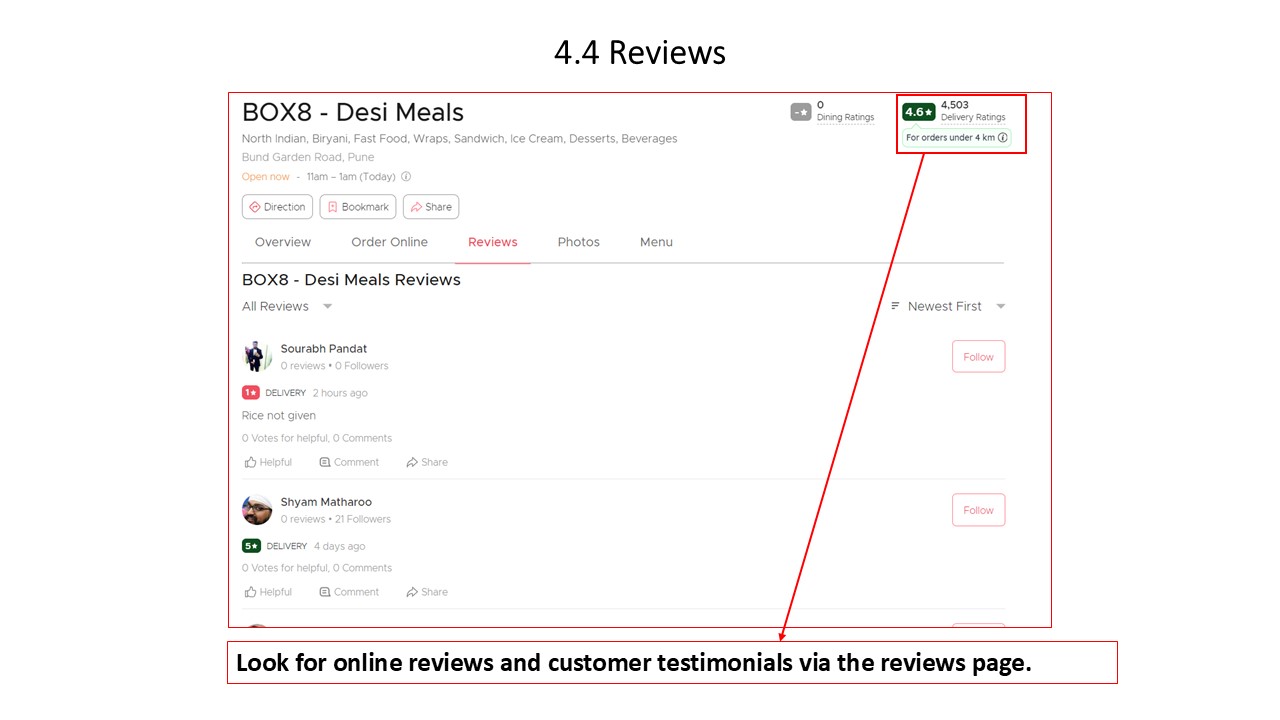 4.4 Reviews
BOX8 - Desi Meals
-★ 0 Dining Ratings
4.6★ 4,503 Delivery Ratings
North Indian, Biryani, Fast Food, Wraps, Sandwich, Ice Cream, Desserts, Beverages
For orders under 4 km
Bund Garden Road, Pune
Open now - 11am – 1am (Today)
Direction Bookmark Share
Overview Order Online Reviews Photos Menu
BOX8 - Desi Meals Reviews
All Reviews Newest First
Sourabh Pandat
0 reviews • 0 Followers
Follow
1★ DELIVERY 2 hours ago
Rice not given
0 Votes for helpful, 0 Comments
Helpful Comment Share
Shyam Matharoo
0 reviews • 21 Followers
Follow
5★ DELIVERY 4 days ago
0 Votes for helpful, 0 Comments
Helpful Comment Share
Look for online reviews and customer testimonials via the reviews page.